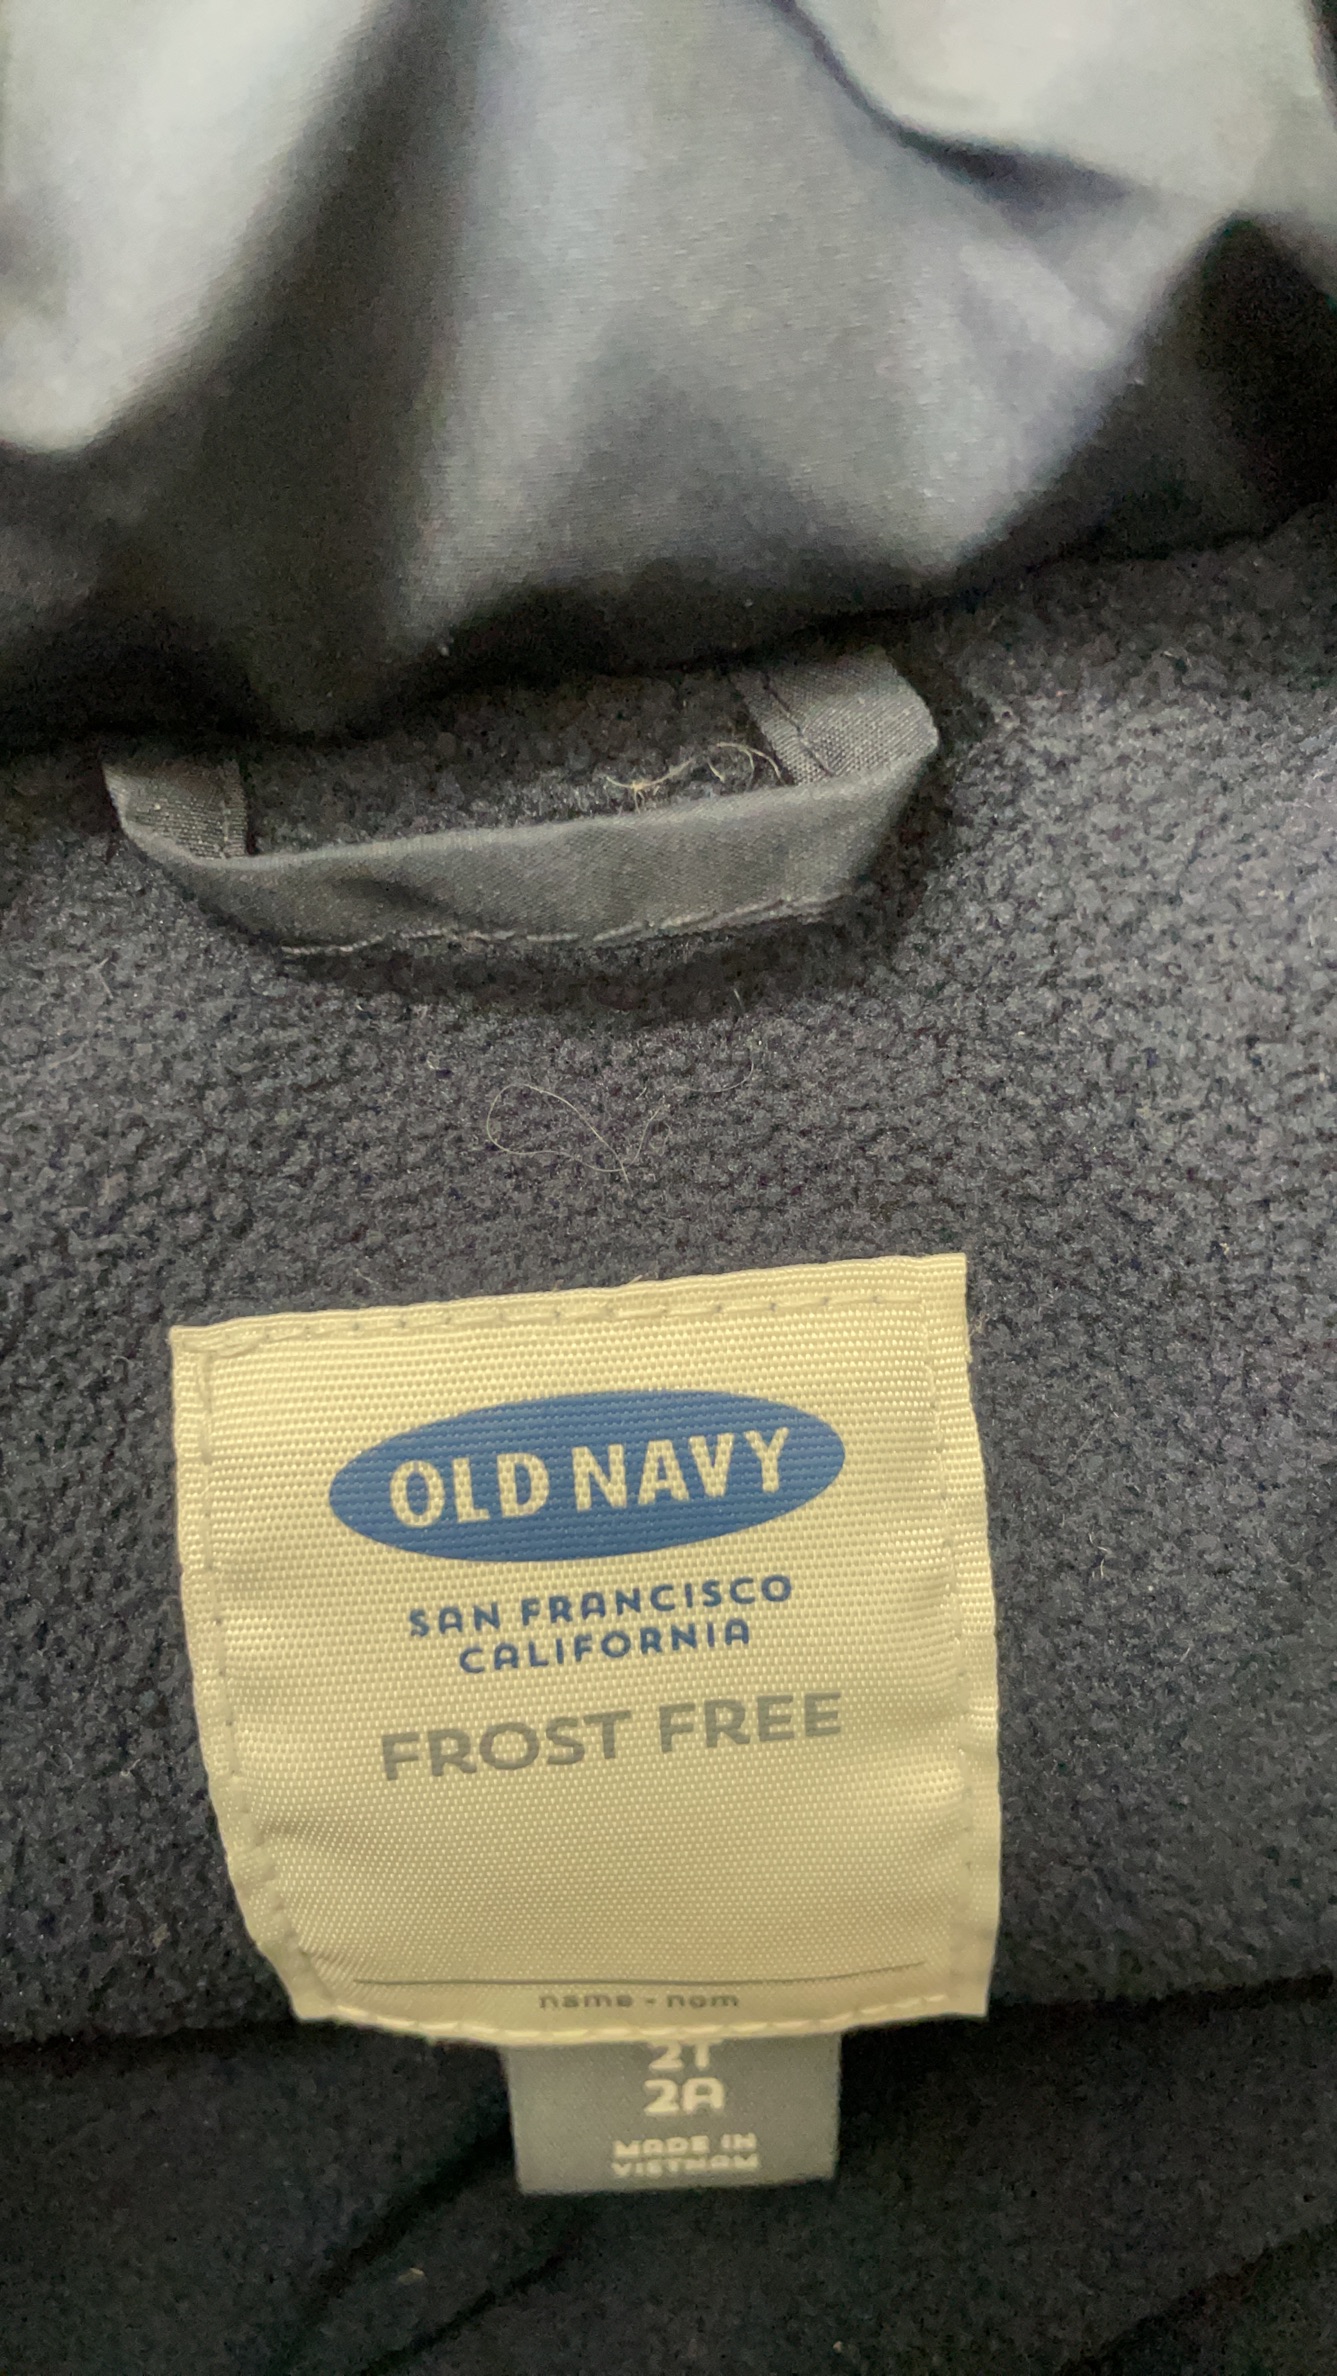 OLD NAVY
SAN FRANCISCO
CALIFORNIA
FROST FREE
name - nom
2T
2A
MADE IN
VIETNAM